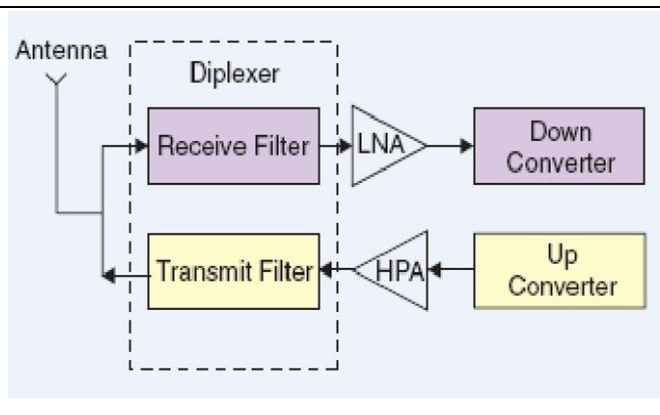 Antenna
Diplexer
Receive Filter
LNA
Down
Converter
Transmit Filter
HPA
Up
Converter